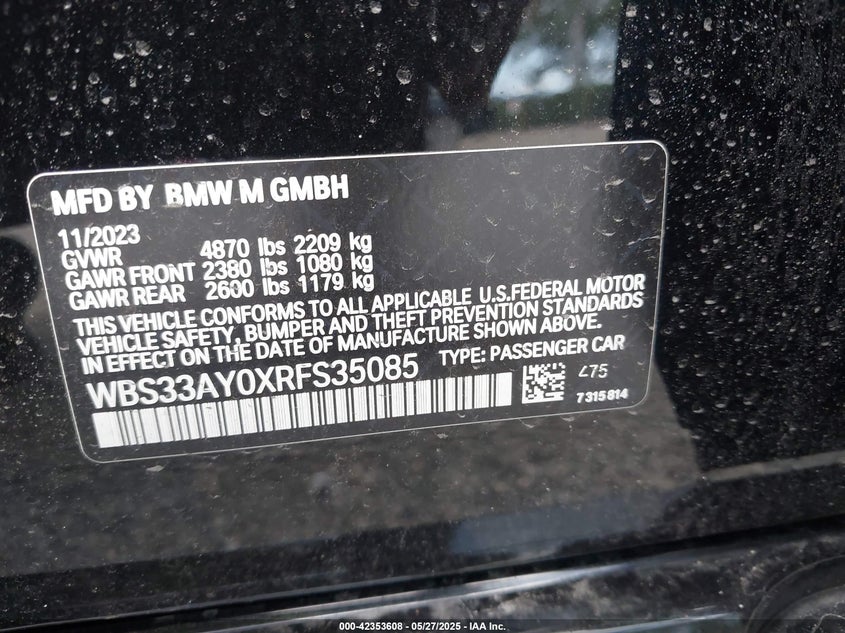 MFD BY BMW M GMBH
11/2023
GVWR 4870 lbs 2209 kg
GAWR FRONT 2380 lbs 1080 kg
GAWR REAR 2600 lbs 1179 kg
THIS VEHICLE CONFORMS TO ALL APPLICABLE U.S.FEDERAL MOTOR
VEHICLE SAFETY, BUMPER AND THEFT PREVENTION STANDARDS
IN EFFECT ON THE DATE OF MANUFACTURE SHOWN ABOVE.
WBS33AY0XRFS35085 TYPE: PASSENGER CAR
475
7315814
000-42353608 - 05/27/2025 - IAA Inc.